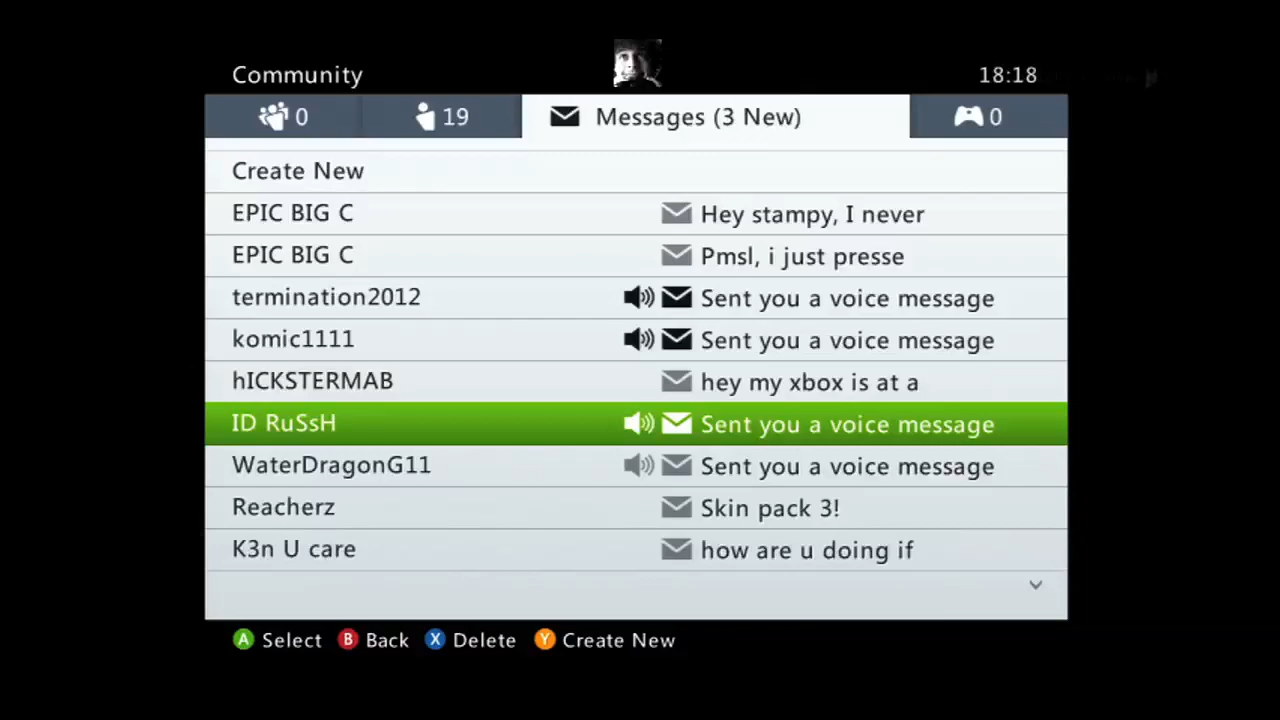 Community 18:18
0 19 Messages (3 New) 0
Create New
EPIC BIG C Hey stampy, I never
EPIC BIG C Pmsl, i just presse
termination2012 Sent you a voice message
komic1111 Sent you a voice message
hICKSTERMAB hey my xbox is at a
ID RuSsH Sent you a voice message
WaterDragonG11 Sent you a voice message
Reacherz Skin pack 3!
K3n U care how are u doing if
A Select B Back X Delete Y Create New